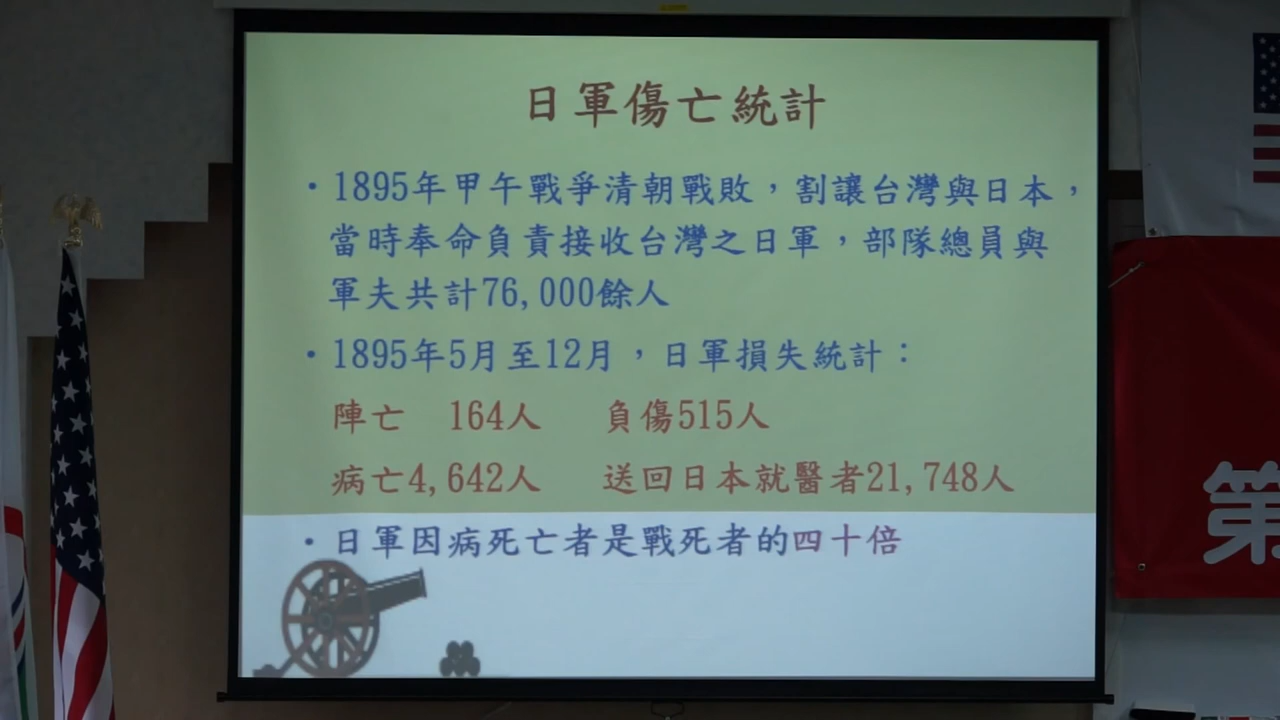 日軍傷亡統計
•1895年甲午戰爭清朝戰敗，割讓台灣與日本，
當時奉命負責接收台灣之日軍，部隊總員與
軍夫共計76,000餘人
•1895年5月至12月，日軍損失統計：
陣亡 164人 負傷515人
病亡4,642人 送回日本就醫者21,748人
•日軍因病死亡者是戰死者的四十倍
第